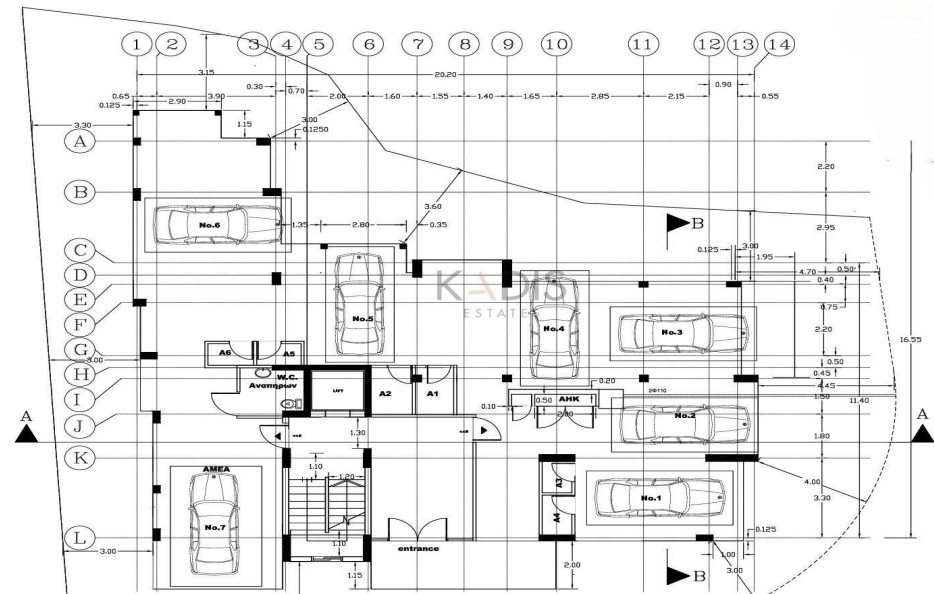 1 2 3 4 5 6 7 8 9 10 11 12 13 14
3.15 20.20
0.65 3.90 0.30 0.70 2.00 1.60 1.55 1.40 1.65 2.85 2.15 0.90 0.55
0.125 2.90
3.30 1.15 3.00
0.1250
A
2.20
B
3.60
No.6 1.35 2.80 0.35 B 2.95
C 0.125 3.00
1.95
D 4.70 0.50
KADIS 0.40
E
ESTATE 0.75
F
No.5 No.4 No.3 2.20
16.55
G
A6 A5 0.50
3.00
H W.C. 0.45
Αναπηρων LIFT 0.20 4.45
I A2 A1 0.50 AHK 2Φ110 1.50
0.10 2.00 11.40
A J No.2 A
1.30 1.80
K
AMEA 1.10 1.20 A3 4.00
3.30
No.1
A4
No.7 0.125
L 1.10 entrance
3.00 1.00
1.15 2.00 3.00
B